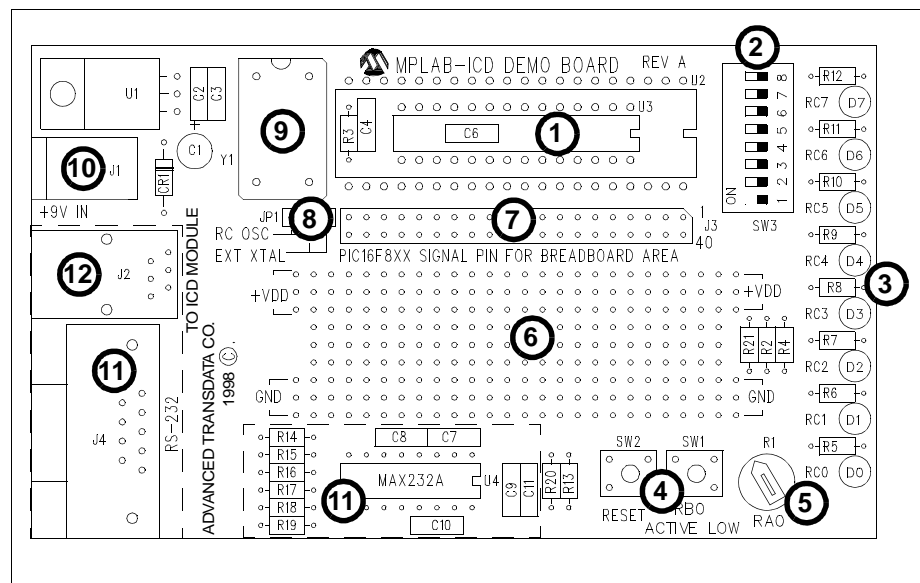 MPLAB-ICD DEMO BOARD REV A
U2
2
U1
C2
C3
C1
+
Y1
9
R3
C4
U3
C6
1
8
7
6
5
4
3
2
1
ON
SW3
R12
RC7 D7
R11
RC6 D6
R10
RC5 D5
R9
RC4 D4
R8
3
RC3 D3
R7
RC2 D2
R6
RC1 D1
R5
RC0 D0
10
J1
CR1
+9V IN
JP1
8
7
1
J3
40
RC OSC
EXT XTAL
PIC16F8XX SIGNAL PIN FOR BREADBOARD AREA
12
J2
TO ICD MODULE
+VDD
+VDD
6
R21
R2
R4
GND
GND
11
J4
RS-232
ADVANCED TRANSDATA CO.
1998 ©.
R14
R15
R16
R17
R18
R19
C8
C7
MAX232A
U4
11
C10
C9
C11
R20
R13
SW2
SW1
4
RESET
RB0
ACTIVE LOW
R1
5
RA0